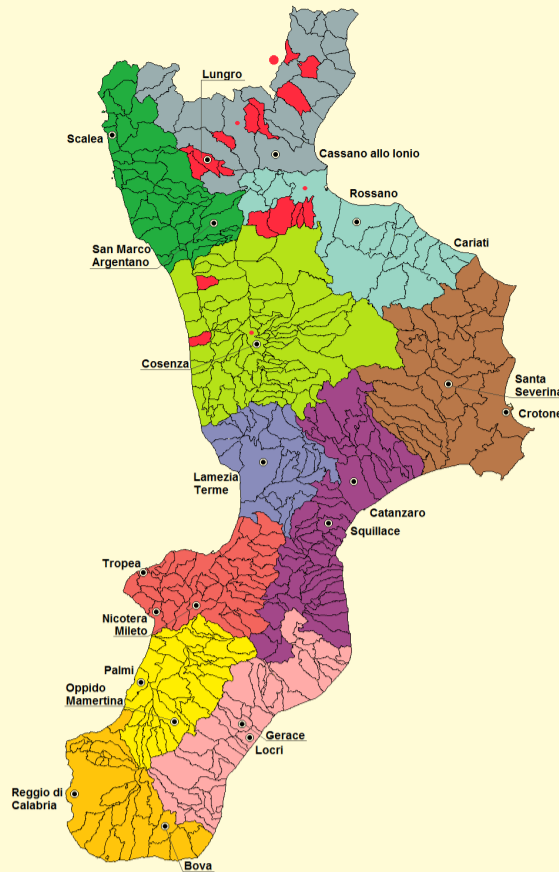 Lungro
Scalea
Cassano allo Ionio
Rossano
Cariati
San Marco
Argentano
Cosenza
Santa
Severina
Crotone
Lamezia
Terme
Catanzaro
Squillace
Tropea
Nicotera
Mileto
Palmi
Oppido
Mamertina
Gerace
Locri
Reggio di
Calabria
Bova